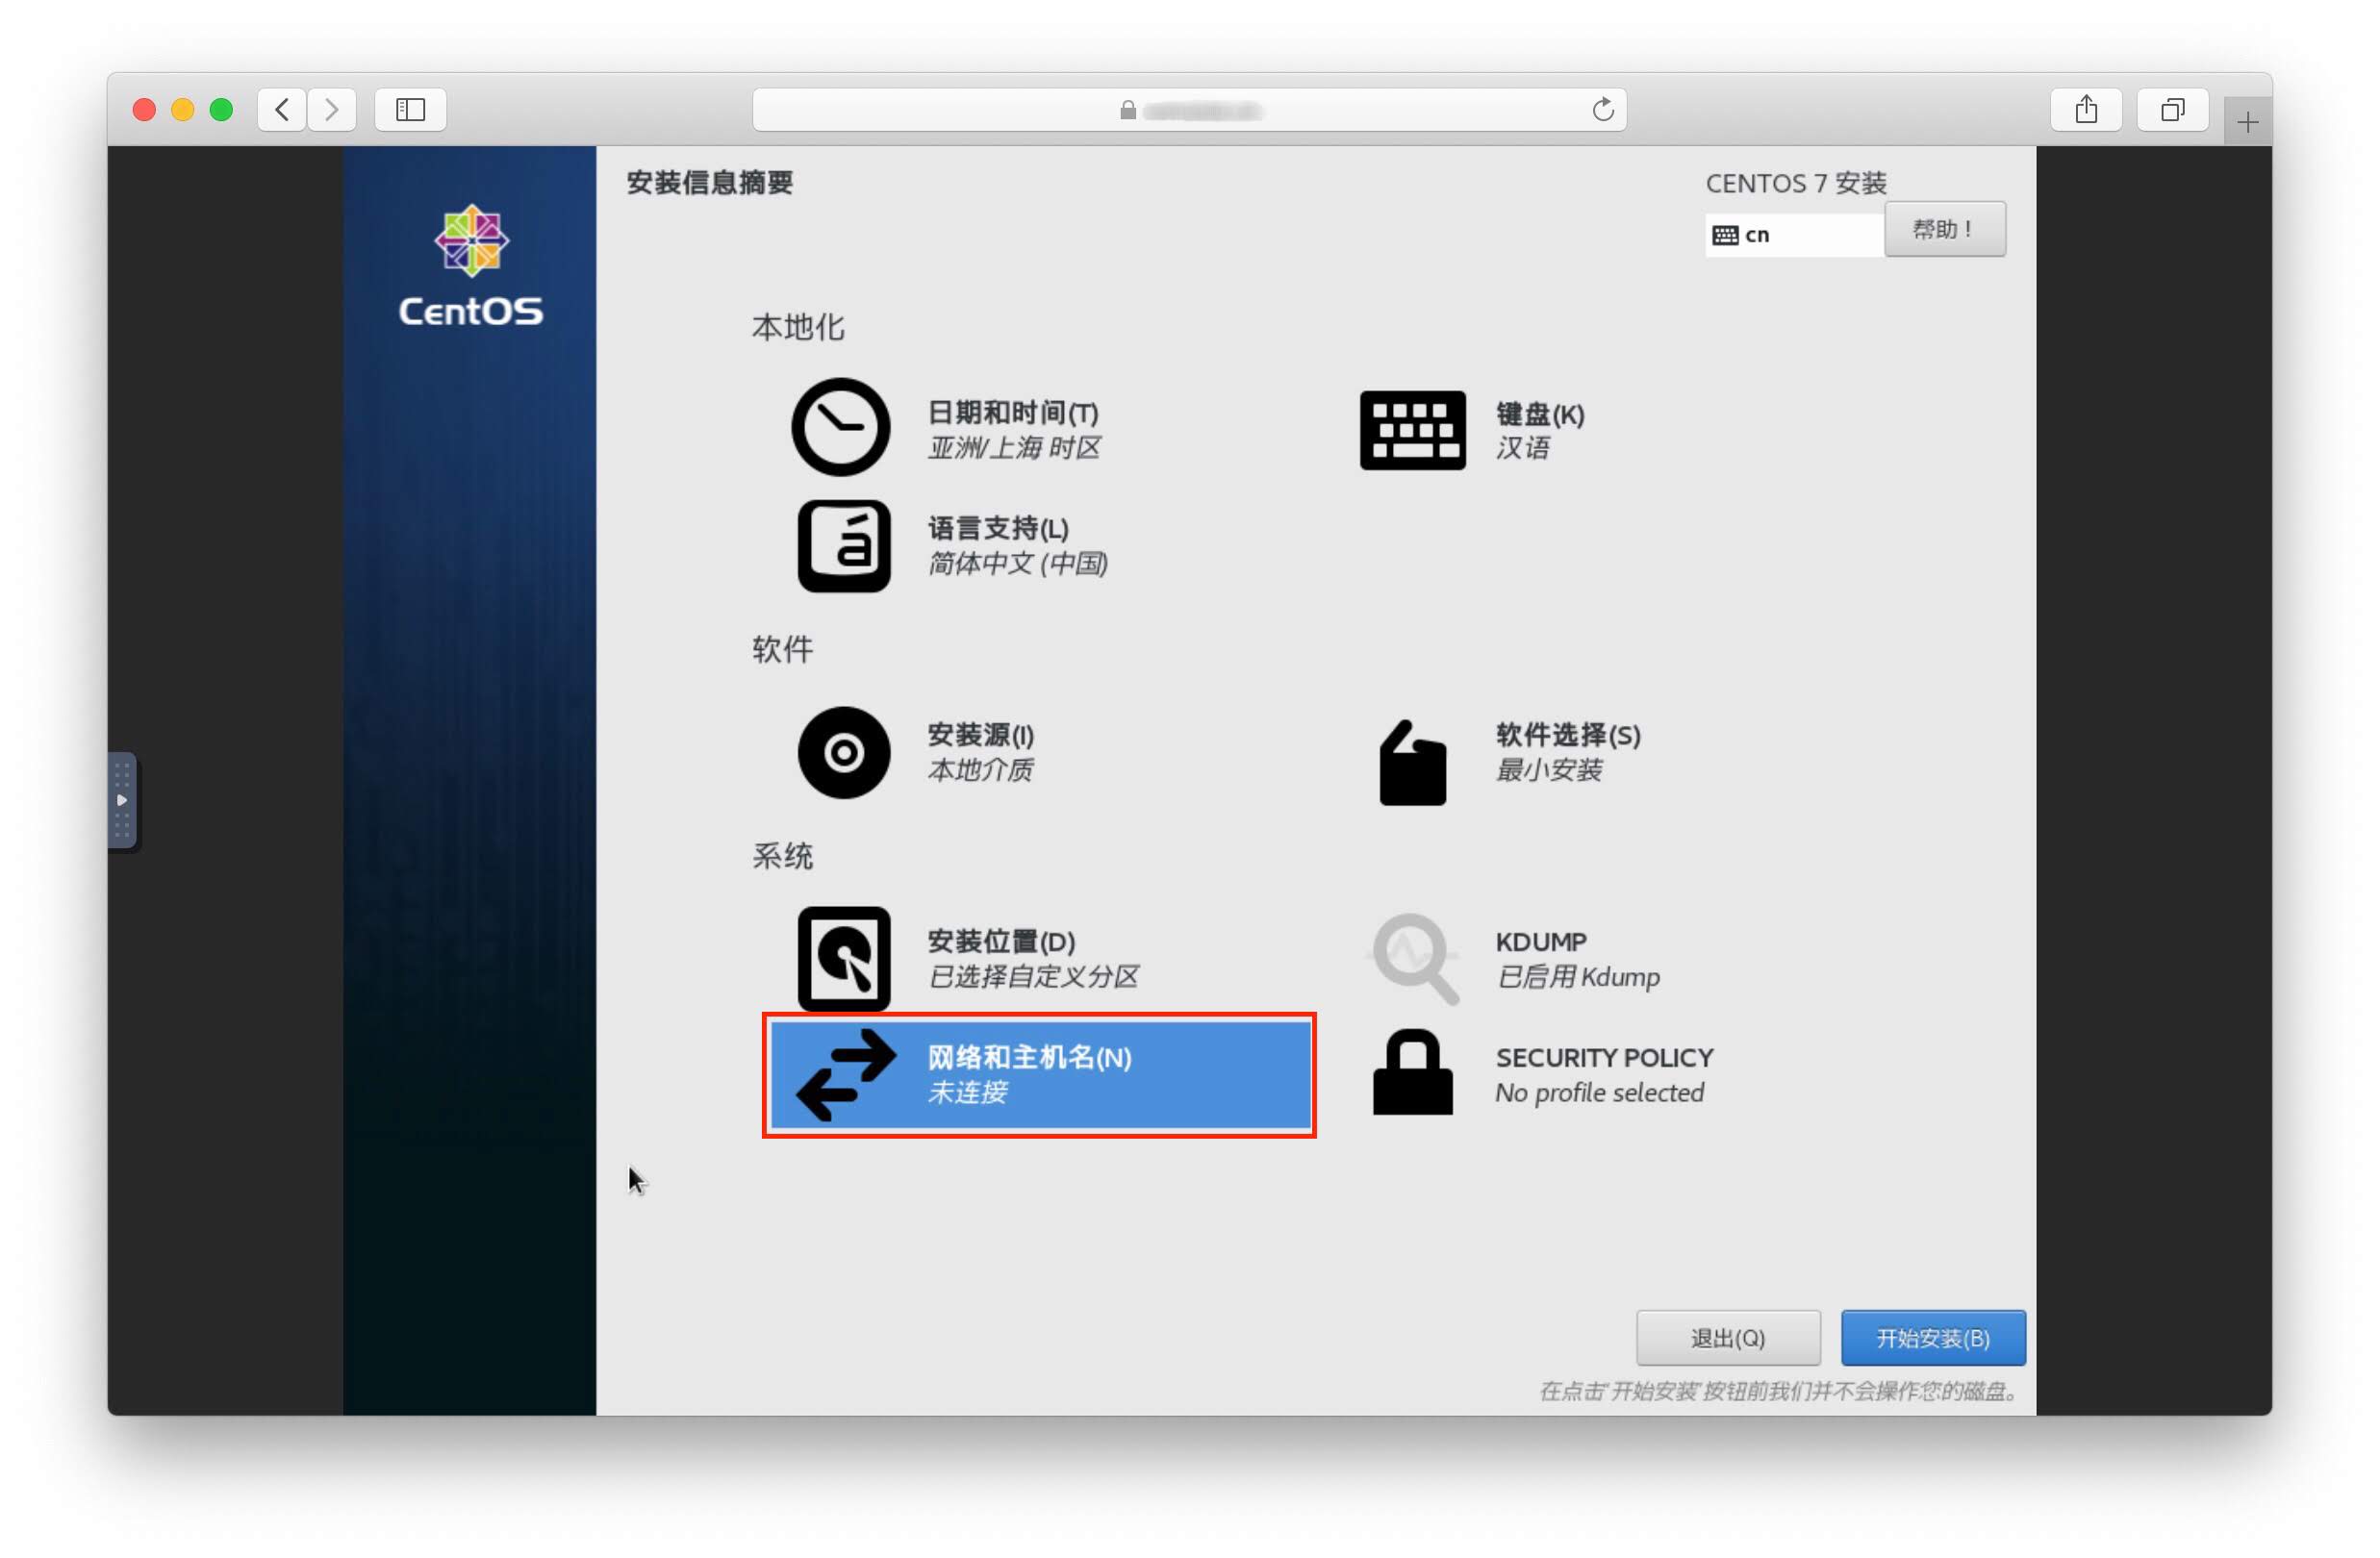 安装信息摘要
CENTOS 7 安装
cn
帮助！
CentOS
本地化
日期和时间(T)
亚洲/上海 时区
键盘(K)
汉语
á
语言支持(L)
简体中文 (中国)
软件
安装源(I)
本地介质
软件选择(S)
最小安装
系统
安装位置(D)
已选择自定义分区
KDUMP
已启用 Kdump
网络和主机名(N)
未连接
SECURITY POLICY
No profile selected
退出(Q)
开始安装(B)
在点击'开始安装'按钮前我们并不会操作您的磁盘。